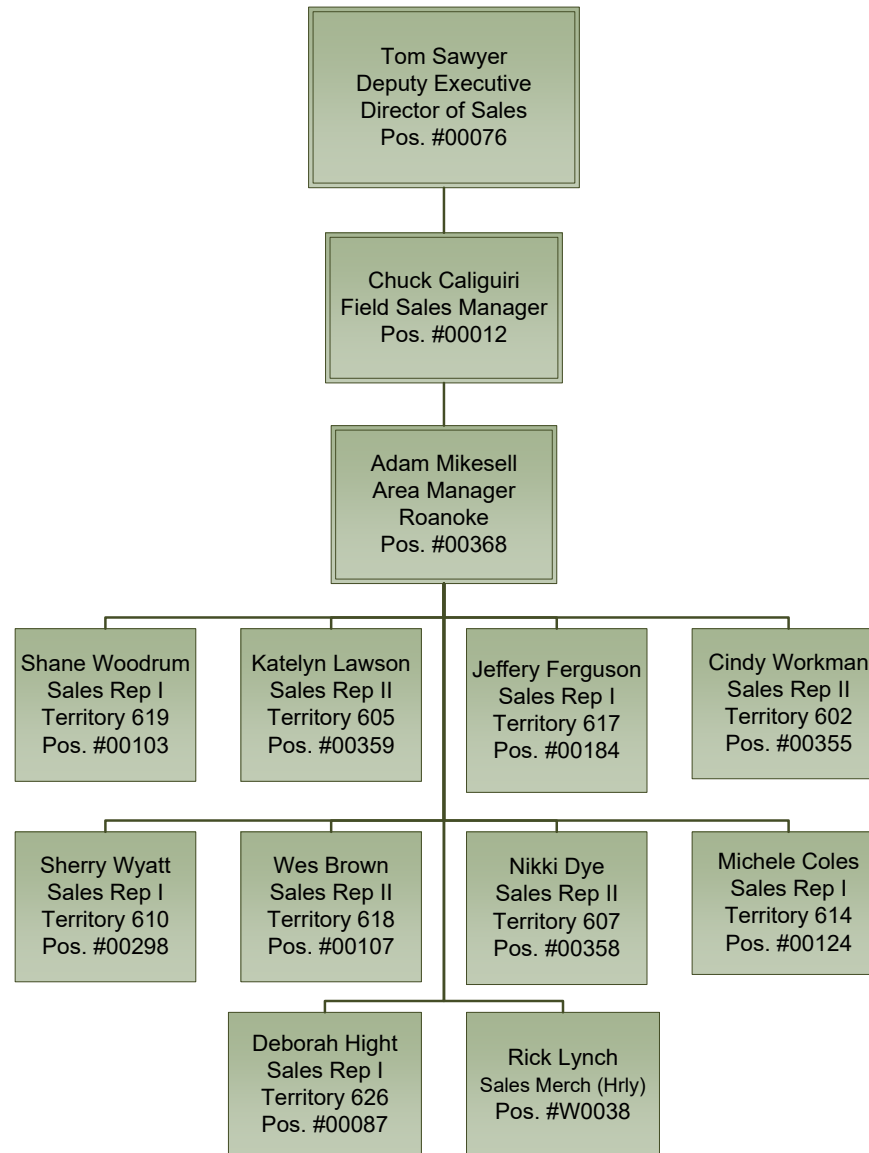 Tom Sawyer
Deputy Executive
Director of Sales
Pos. #00076
Chuck Caliguiri
Field Sales Manager
Pos. #00012
Adam Mikesell
Area Manager
Roanoke
Pos. #00368
Shane Woodrum
Sales Rep I
Territory 619
Pos. #00103
Katelyn Lawson
Sales Rep II
Territory 605
Pos. #00359
Jeffery Ferguson
Sales Rep I
Territory 617
Pos. #00184
Cindy Workman
Sales Rep II
Territory 602
Pos. #00355
Sherry Wyatt
Sales Rep I
Territory 610
Pos. #00298
Wes Brown
Sales Rep II
Territory 618
Pos. #00107
Nikki Dye
Sales Rep II
Territory 607
Pos. #00358
Michele Coles
Sales Rep I
Territory 614
Pos. #00124
Deborah Hight
Sales Rep I
Territory 626
Pos. #00087
Rick Lynch
Sales Merch (Hrly)
Pos. #W0038